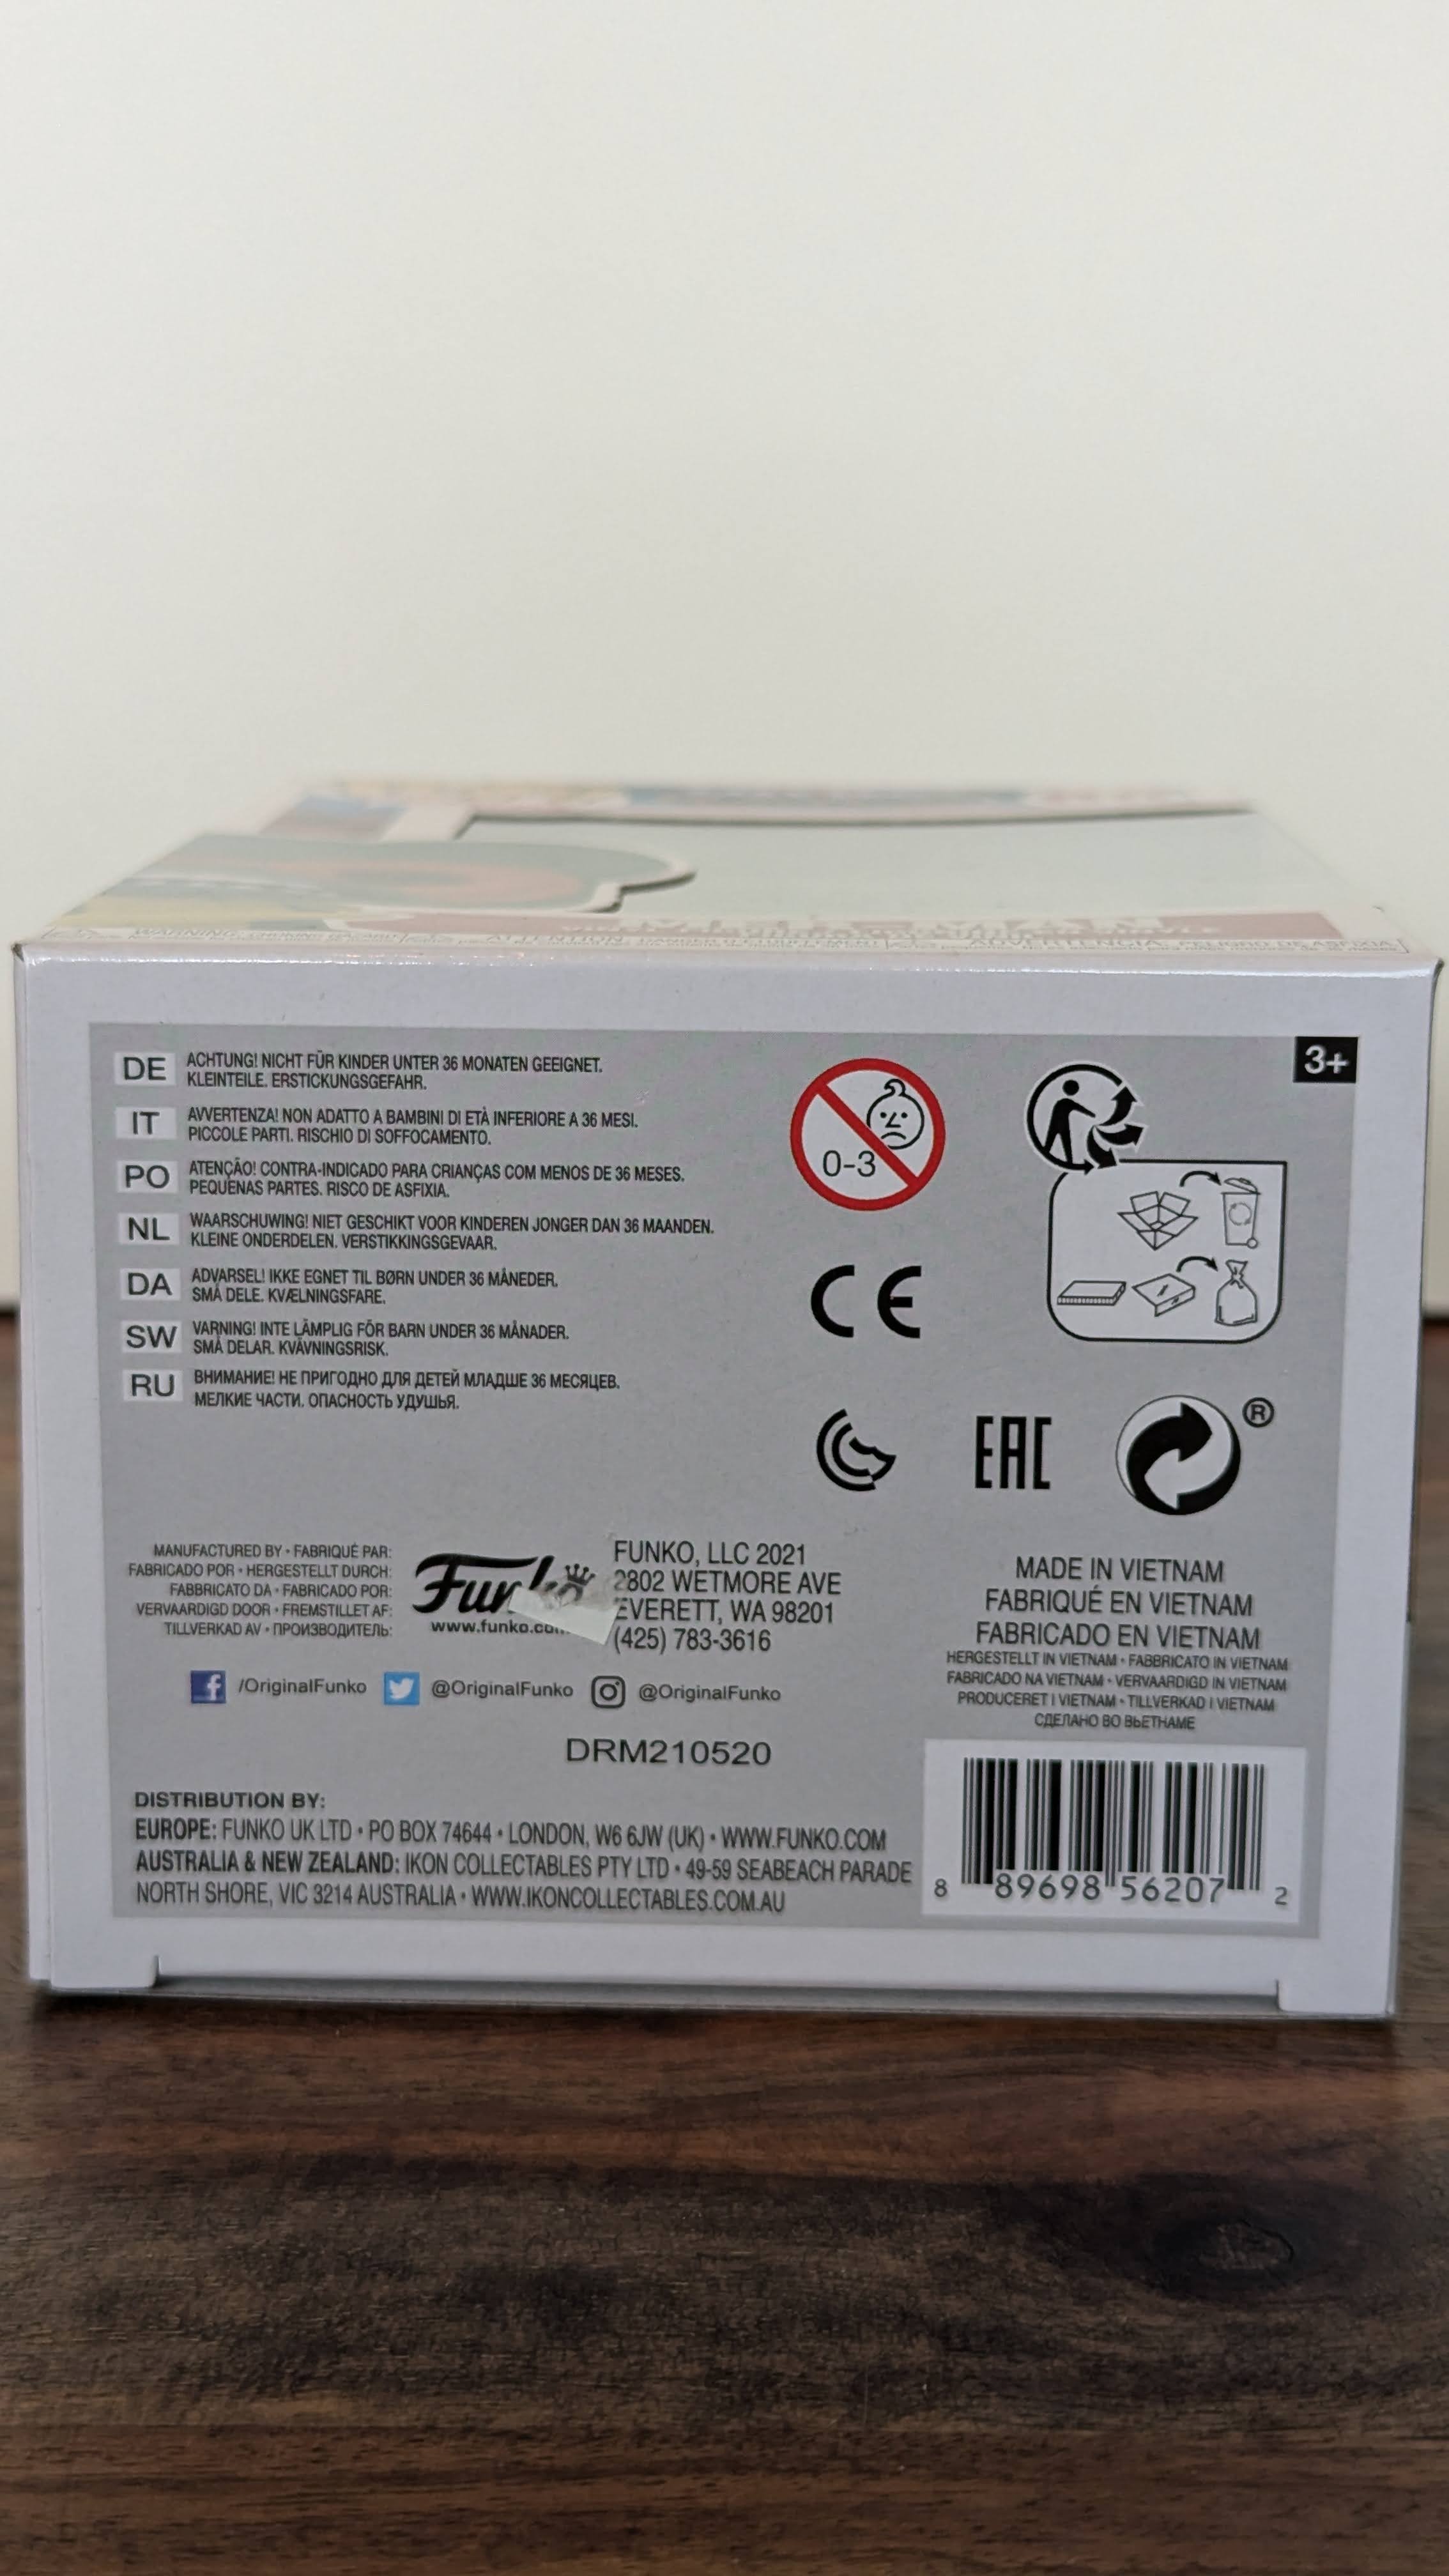 DE ACHTUNG! NICHT FÜR KINDER UNTER 36 MONATEN GEEIGNET.
KLEINTEILE. ERSTICKUNGSGEFAHR.
IT AVVERTENZA! NON ADATTO A BAMBINI DI ETÀ INFERIORE A 36 MESI.
PICCOLE PARTI. RISCHIO DI SOFFOCAMENTO.
PO ATENÇÃO! CONTRA-INDICADO PARA CRIANÇAS COM MENOS DE 36 MESES.
PEQUENAS PARTES. RISCO DE ASFIXIA.
NL WAARSCHUWING! NIET GESCHIKT VOOR KINDEREN JONGER DAN 36 MAANDEN.
KLEINE ONDERDELEN. VERSTIKKINGSGEVAAR.
DA ADVARSEL! IKKE EGNET TIL BØRN UNDER 36 MÅNEDER.
SMÅ DELE. KVÆLNINGSFARE.
SW VARNING! INTE LÄMPLIG FÖR BARN UNDER 36 MÅNADER.
SMÅ DELAR. KVÄVNINGSRISK.
RU ВНИМАНИЕ! НЕ ПРИГОДНО ДЛЯ ДЕТЕЙ МЛАДШЕ 36 МЕСЯЦЕВ.
МЕЛКИЕ ЧАСТИ. ОПАСНОСТЬ УДУШЬЯ.
0-3
3+
CE
EAC
®
MANUFACTURED BY • FABRIQUÉ PAR:
FABRICADO POR • HERGESTELLT DURCH:
FABBRICATO DA • FABRICADO POR:
VERVAARDIGD DOOR • FREMSTILLET AF:
TILLVERKAD AV • ПРОИЗВОДИТЕЛЬ:
Funko
www.funko.com
FUNKO, LLC 2021
2802 WETMORE AVE
EVERETT, WA 98201
(425) 783-3616
MADE IN VIETNAM
FABRIQUÉ EN VIETNAM
FABRICADO EN VIETNAM
HERGESTELLT IN VIETNAM • FABBRICATO IN VIETNAM
FABRICADO NA VIETNAM • VERVAARDIGD IN VIETNAM
PRODUCERET I VIETNAM • TILLVERKAD I VIETNAM
СДЕЛАНО ВО ВЬЕТНАМЕ
/OriginalFunko @OriginalFunko @OriginalFunko
DRM210520
DISTRIBUTION BY:
EUROPE: FUNKO UK LTD • PO BOX 74644 • LONDON, W6 6JW (UK) • WWW.FUNKO.COM
AUSTRALIA & NEW ZEALAND: IKON COLLECTABLES PTY LTD • 49-59 SEABEACH PARADE
NORTH SHORE, VIC 3214 AUSTRALIA • WWW.IKONCOLLECTABLES.COM.AU
8 89698 56207 2